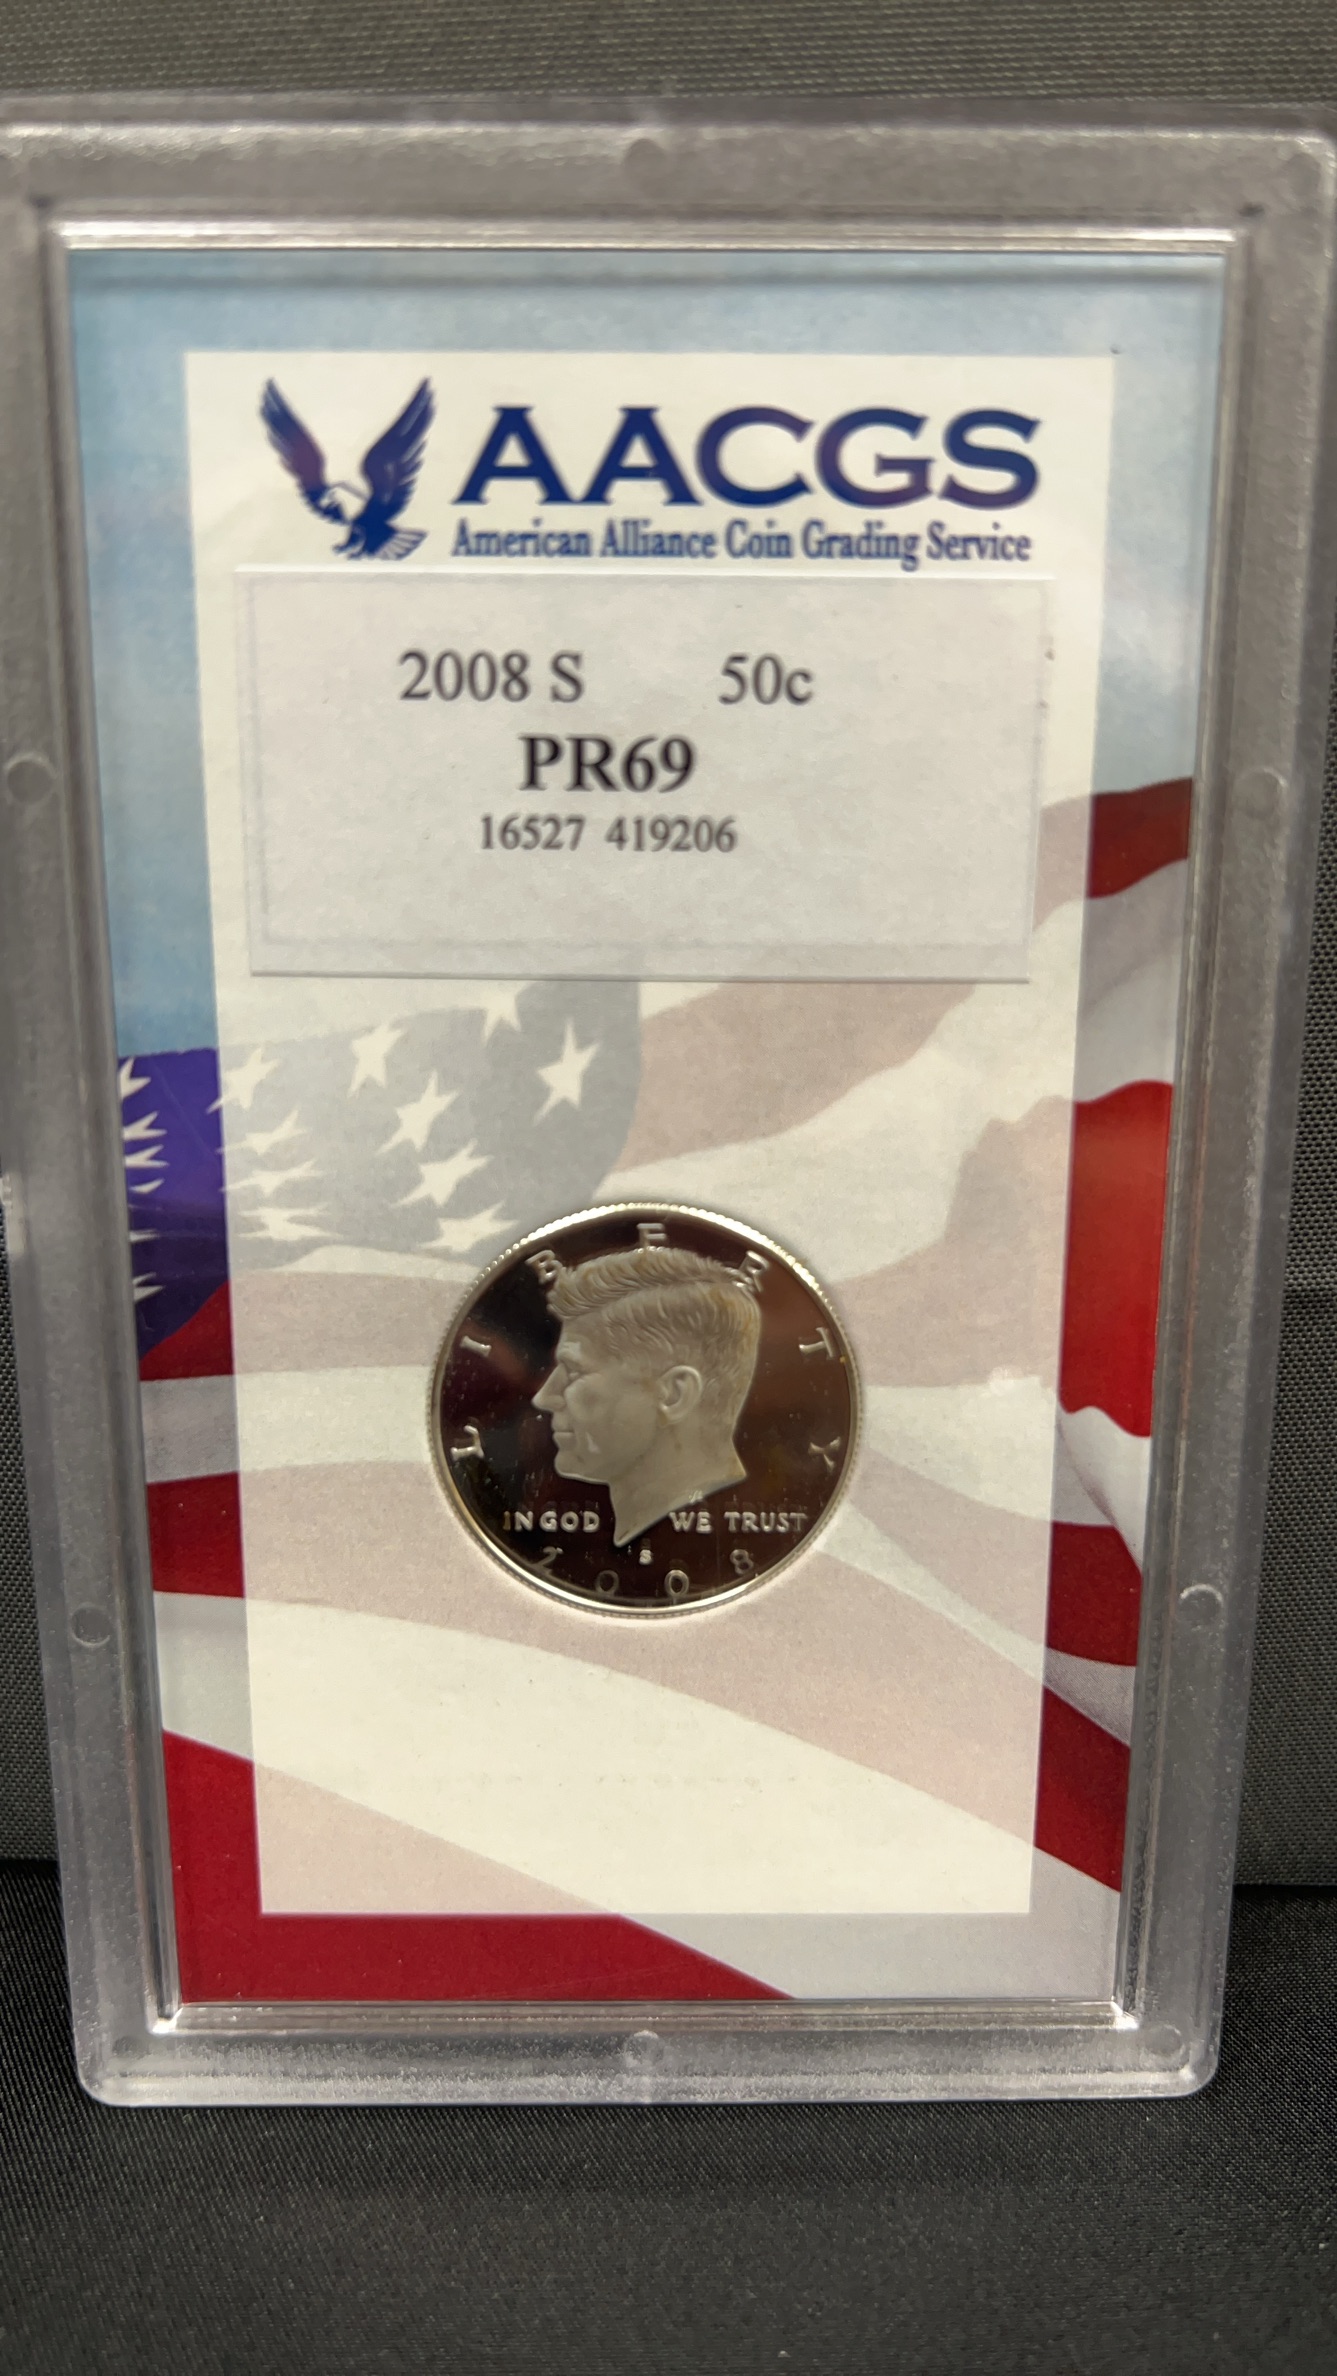 AACGS
American Alliance Coin Grading Service
2008 S 50c
PR69
16527 419206
LIBERTY
IN GOD WE TRUST
S
2008